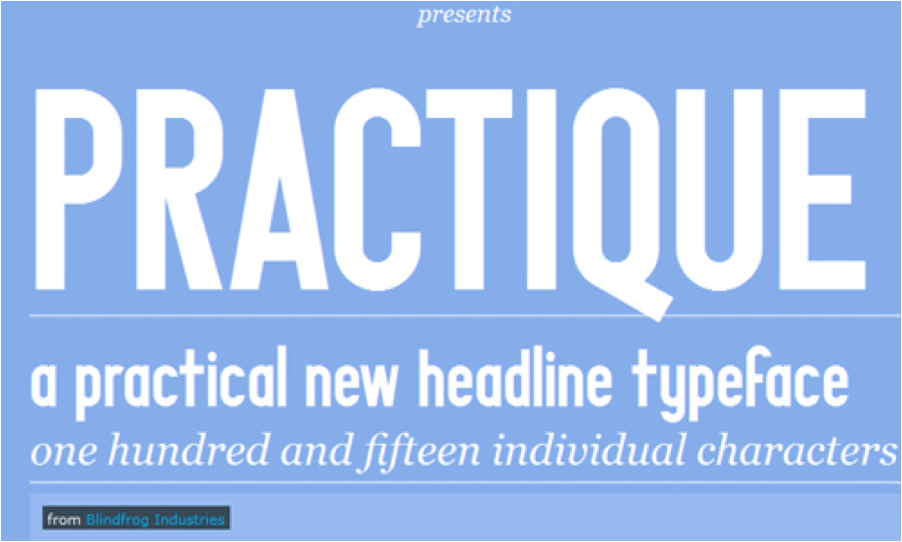 presents
PRACTIQUE
a practical new headline typeface
one hundred and fifteen individual characters
from Blindfrog Industries